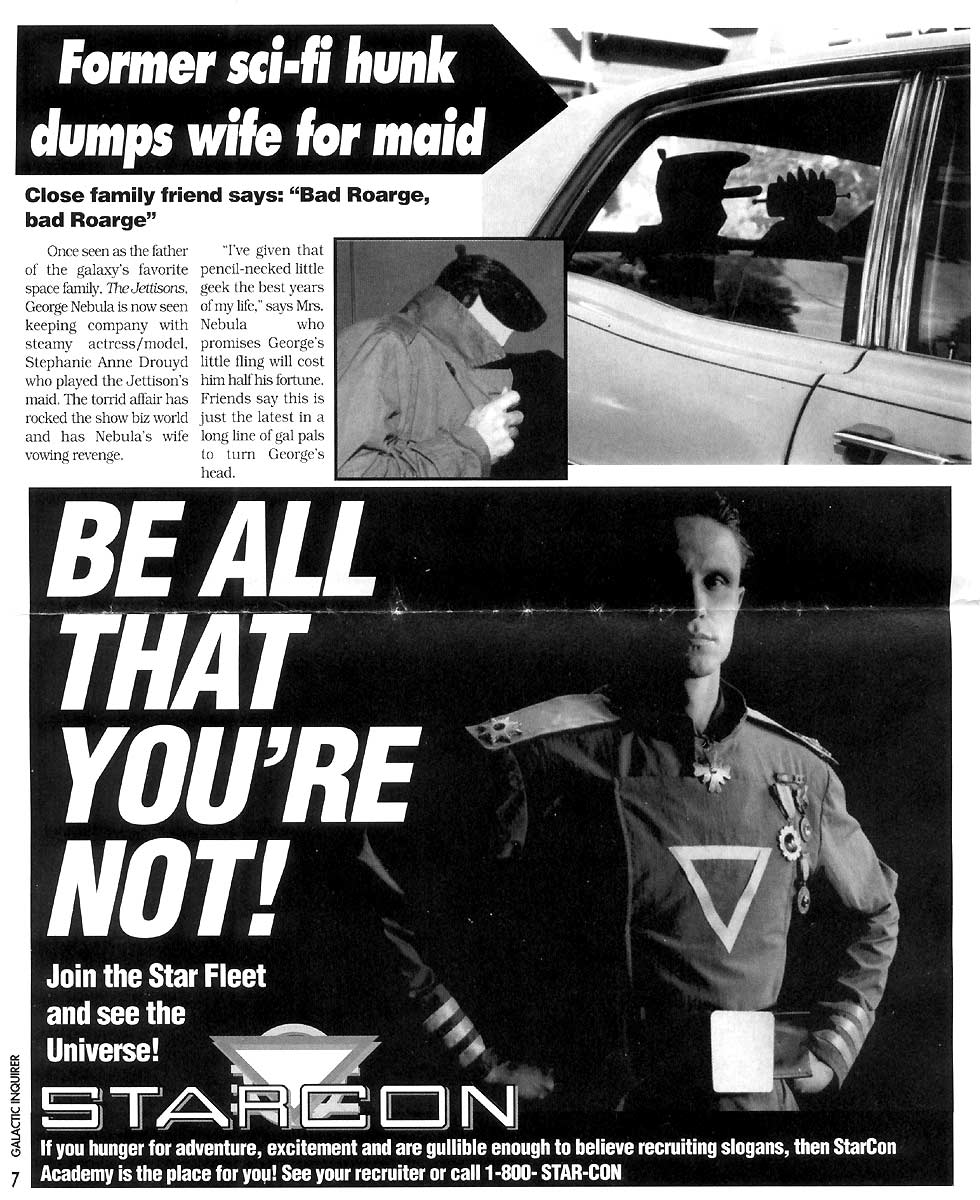 Former sci-fi hunk
dumps wife for maid
Close family friend says: “Bad Roarge,
bad Roarge”
Once seen as the father
of the galaxy's favorite
space family, The Jettisons,
George Nebula is now seen
keeping company with
steamy actress/model,
Stephanie Anne Drouyd
who played the Jettison's
maid. The torrid affair has
rocked the show biz world
and has Nebula's wife
vowing revenge.
“I've given that
pencil-necked little
geek the best years
of my life,” says Mrs.
Nebula who
promises George's
little fling will cost
him half his fortune.
Friends say this is
just the latest in a
long line of gal pals
to turn George's
head.
BE ALL
THAT
YOU'RE
NOT!
Join the Star Fleet
and see the
Universe!
STARCON
If you hunger for adventure, excitement and are gullible enough to believe recruiting slogans, then StarCon
Academy is the place for you! See your recruiter or call 1-800- STAR-CON
GALACTIC INQUIRER
7